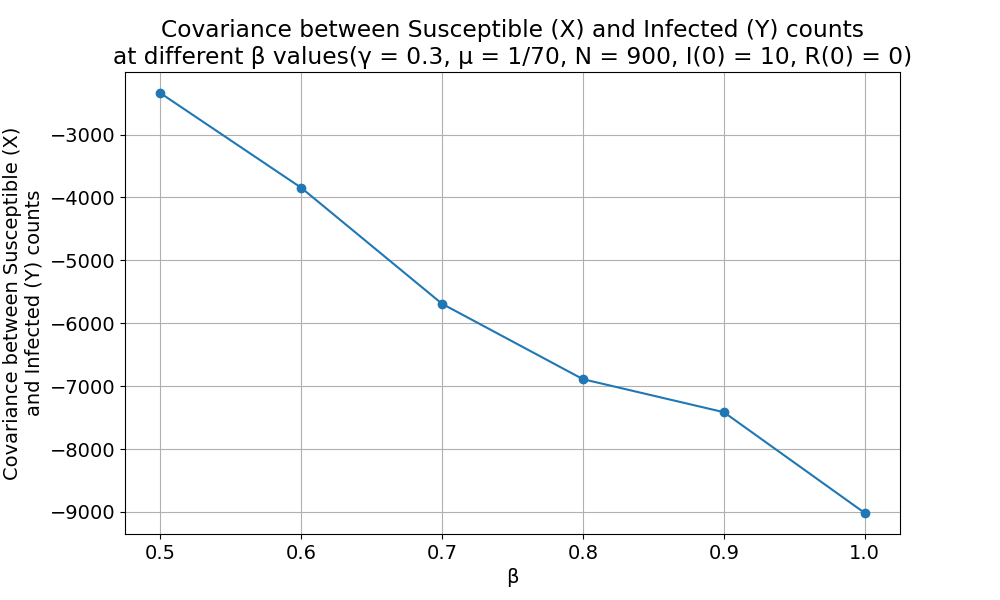 Covariance between Susceptible (X) and Infected (Y) counts
at different β values(γ = 0.3, μ = 1/70, N = 900, I(0) = 10, R(0) = 0)
Covariance between Susceptible (X)
and Infected (Y) counts
−3000
−4000
−5000
−6000
−7000
−8000
−9000
0.5
0.6
0.7
0.8
0.9
1.0
β